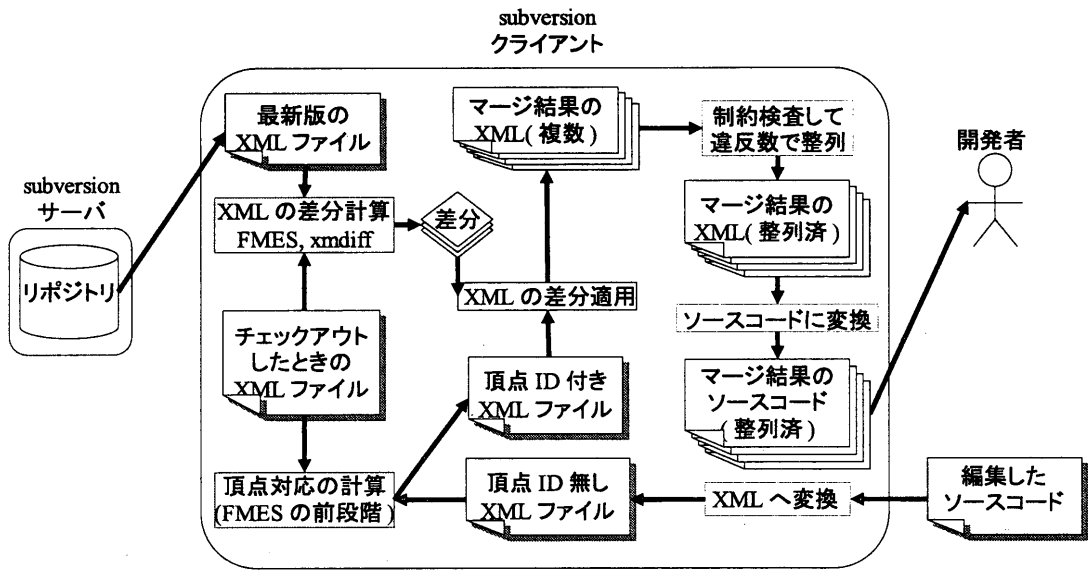 subversion
クライアント
subversion
サーバ
リポジトリ
最新版の
XML ファイル
XML の差分計算
FMES, xmdiff
差分
チェックアウト
したときの
XML ファイル
頂点対応の計算
(FMES の前段階 )
マージ結果の
XML( 複数 )
XML の差分適用
頂点 ID 付き
XML ファイル
頂点 ID 無し
XML ファイル
制約検査して
違反数で整列
マージ結果の
XML( 整列済 )
ソースコードに変換
マージ結果の
ソースコード
( 整列済 )
XML へ変換
開発者
編集した
ソースコード